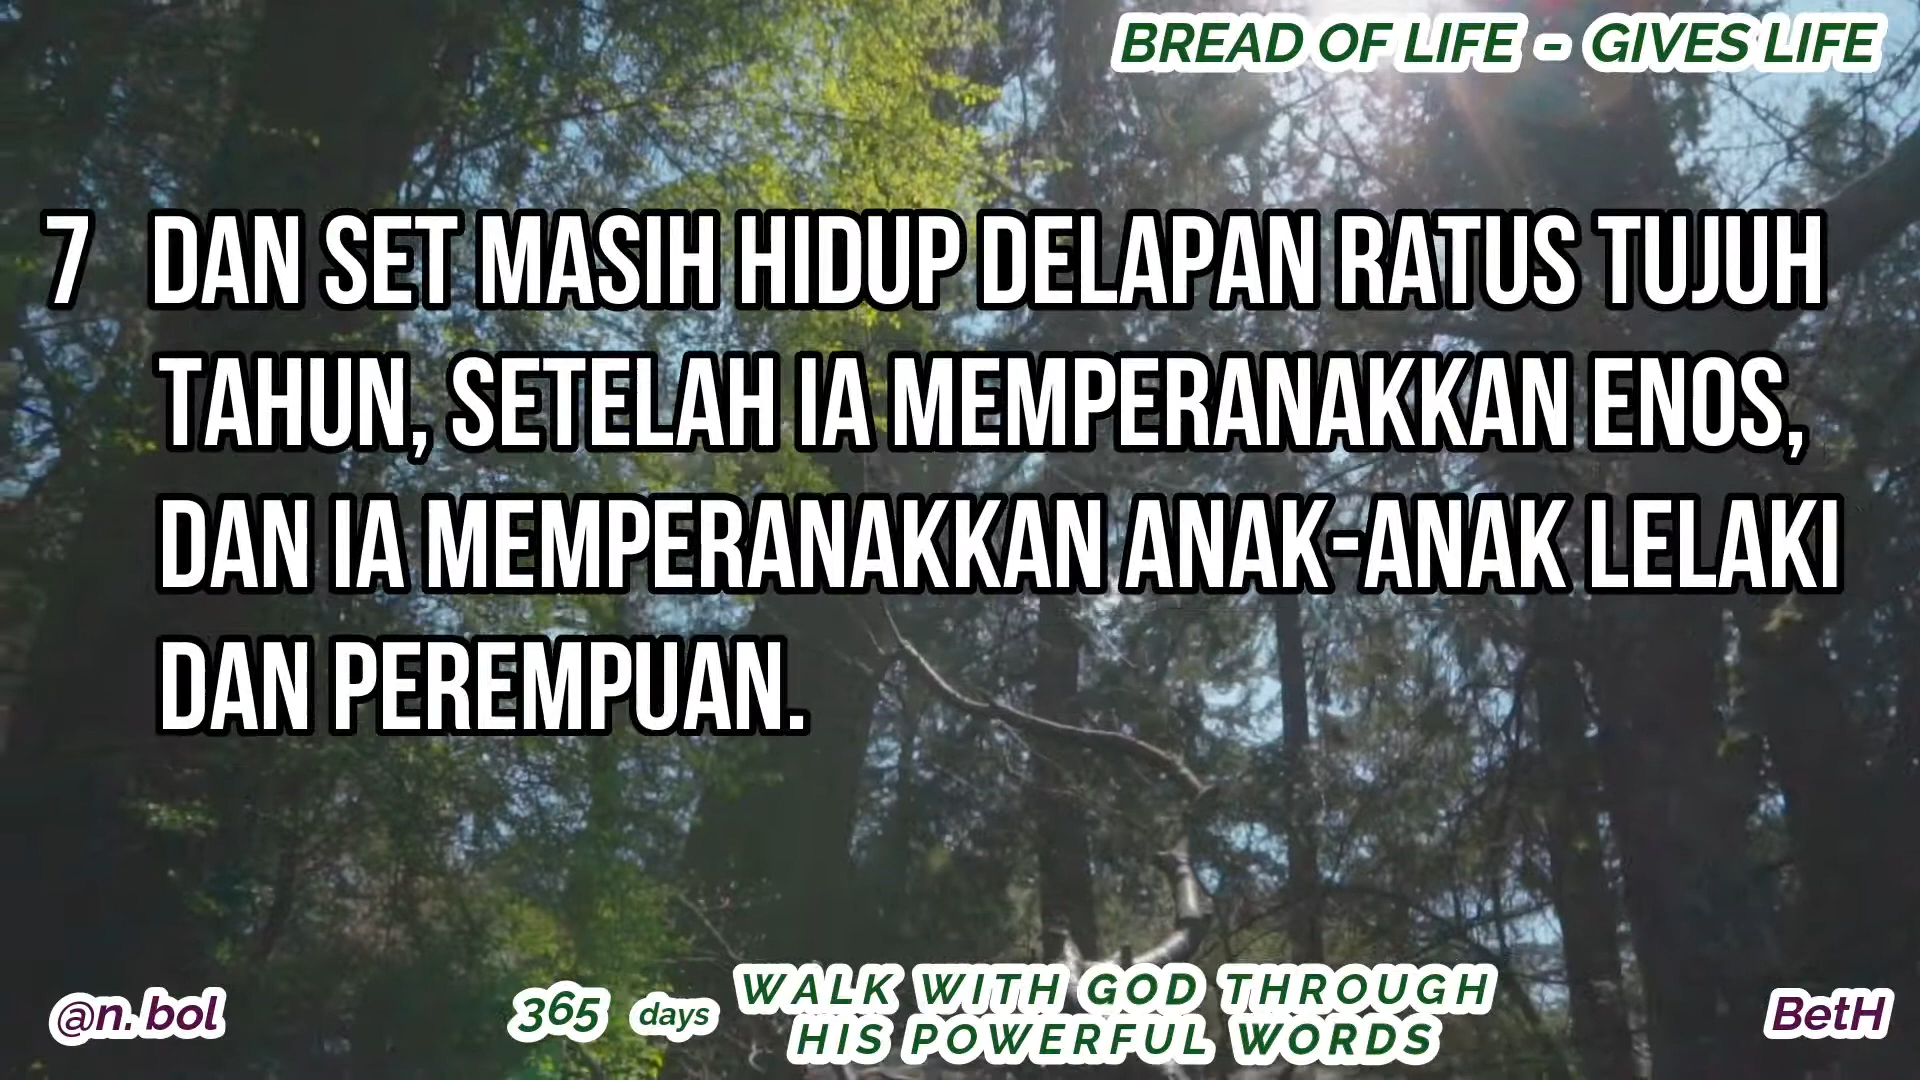 BREAD OF LIFE - GIVES LIFE
7 DAN SET MASIH HIDUP DELAPAN RATUS TUJUH
TAHUN, SETELAH IA MEMPERANAKKAN ENOS,
DAN IA MEMPERANAKKAN ANAK-ANAK LELAKI
DAN PEREMPUAN.
@n.bol
365 days
WALK WITH GOD THROUGH
HIS POWERFUL WORDS
BetH